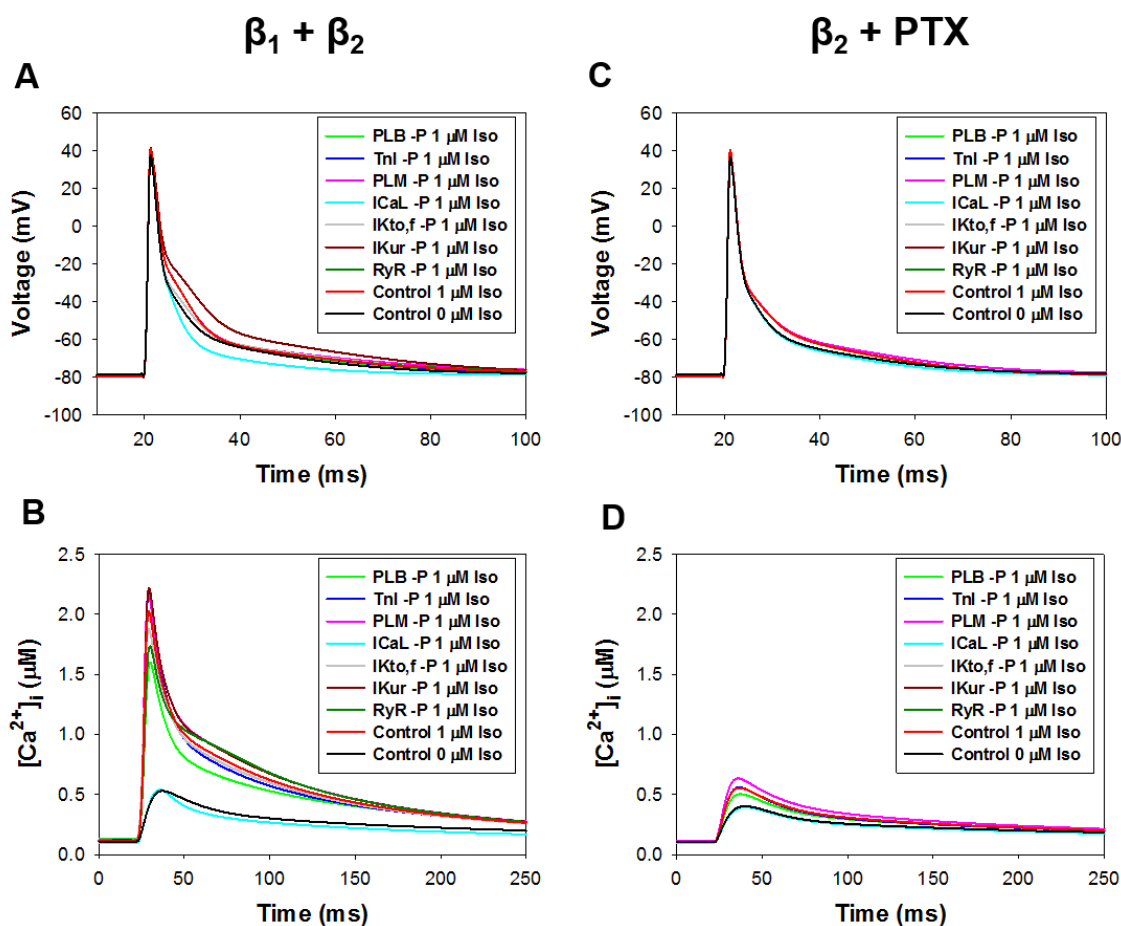 β₁ + β₂
β₂ + PTX
A
Voltage (mV)
60
40
20
0
-20
-40
-60
-80
-100
PLB -P 1 μM Iso
TnI -P 1 μM Iso
PLM -P 1 μM Iso
ICaL -P 1 μM Iso
IKto,f -P 1 μM Iso
IKur -P 1 μM Iso
RyR -P 1 μM Iso
Control 1 μM Iso
Control 0 μM Iso
20 40 60 80 100
Time (ms)
C
Voltage (mV)
60
40
20
0
-20
-40
-60
-80
-100
PLB -P 1 μM Iso
TnI -P 1 μM Iso
PLM -P 1 μM Iso
ICaL -P 1 μM Iso
IKto,f -P 1 μM Iso
IKur -P 1 μM Iso
RyR -P 1 μM Iso
Control 1 μM Iso
Control 0 μM Iso
20 40 60 80 100
Time (ms)
B
[Ca²⁺]ᵢ (μM)
2.5
2.0
1.5
1.0
0.5
0.0
PLB -P 1 μM Iso
TnI -P 1 μM Iso
PLM -P 1 μM Iso
ICaL -P 1 μM Iso
IKto,f -P 1 μM Iso
IKur -P 1 μM Iso
RyR -P 1 μM Iso
Control 1 μM Iso
Control 0 μM Iso
0 50 100 150 200 250
Time (ms)
D
[Ca²⁺]ᵢ (μM)
2.5
2.0
1.5
1.0
0.5
0.0
PLB -P 1 μM Iso
TnI -P 1 μM Iso
PLM -P 1 μM Iso
ICaL -P 1 μM Iso
IKto,f -P 1 μM Iso
IKur -P 1 μM Iso
RyR -P 1 μM Iso
Control 1 μM Iso
Control 0 μM Iso
0 50 100 150 200 250
Time (ms)